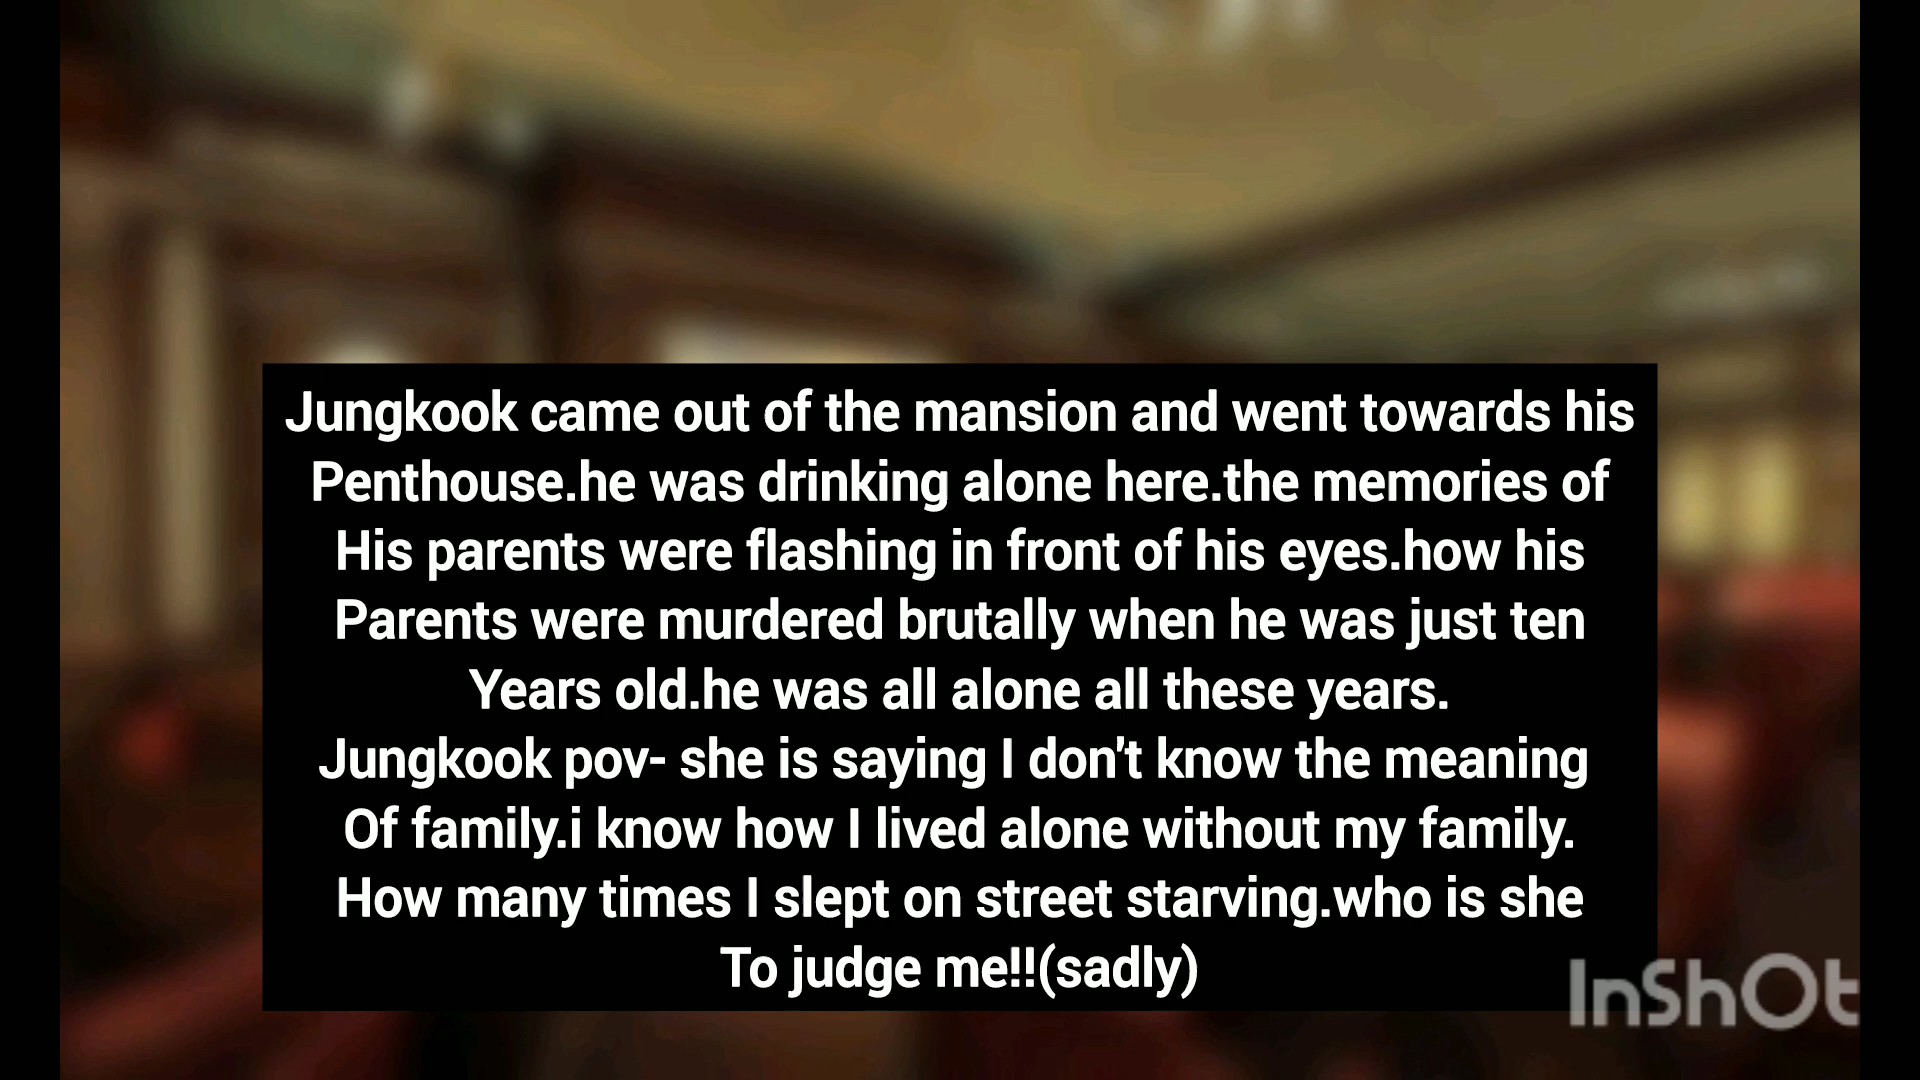 Jungkook came out of the mansion and went towards his
Penthouse.he was drinking alone here.the memories of
His parents were flashing in front of his eyes.how his
Parents were murdered brutally when he was just ten
Years old.he was all alone all these years.
Jungkook pov- she is saying I don't know the meaning
Of family.i know how I lived alone without my family.
How many times I slept on street starving.who is she
To judge me!!(sadly)
InShOt